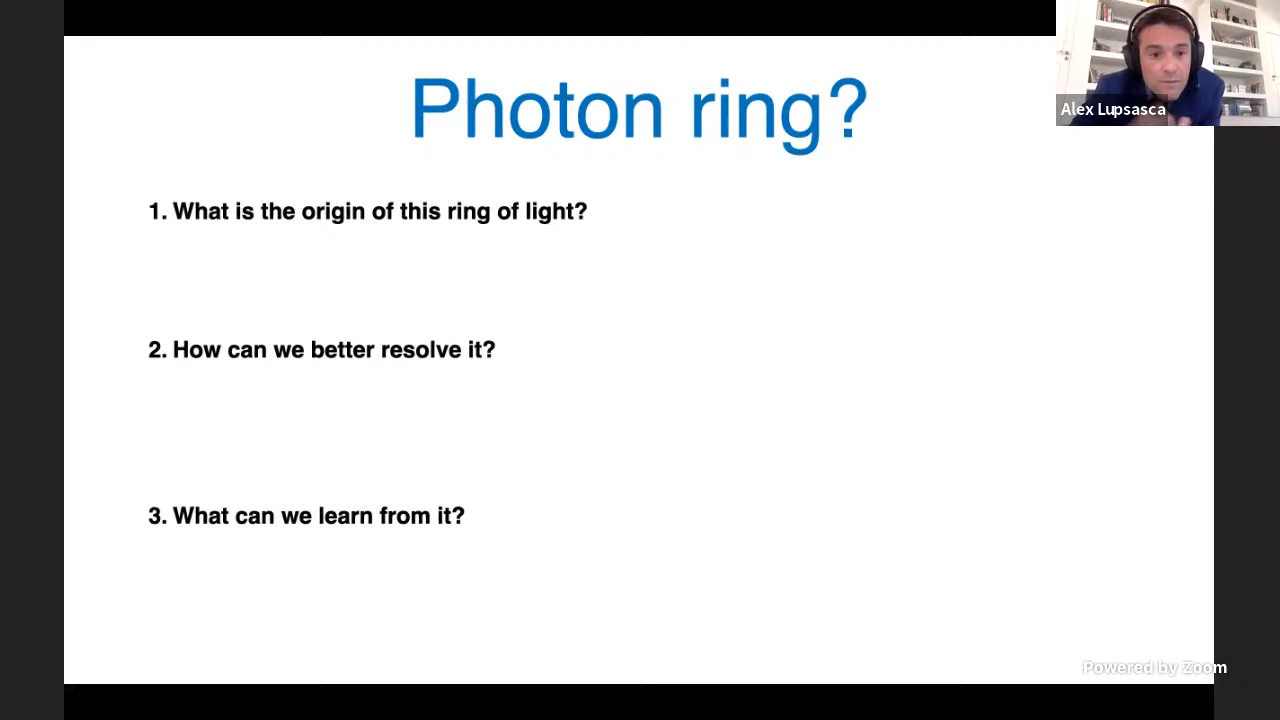 Photon ring?
Alex Lupsasca
1. What is the origin of this ring of light?
2. How can we better resolve it?
3. What can we learn from it?
Powered by Zoom